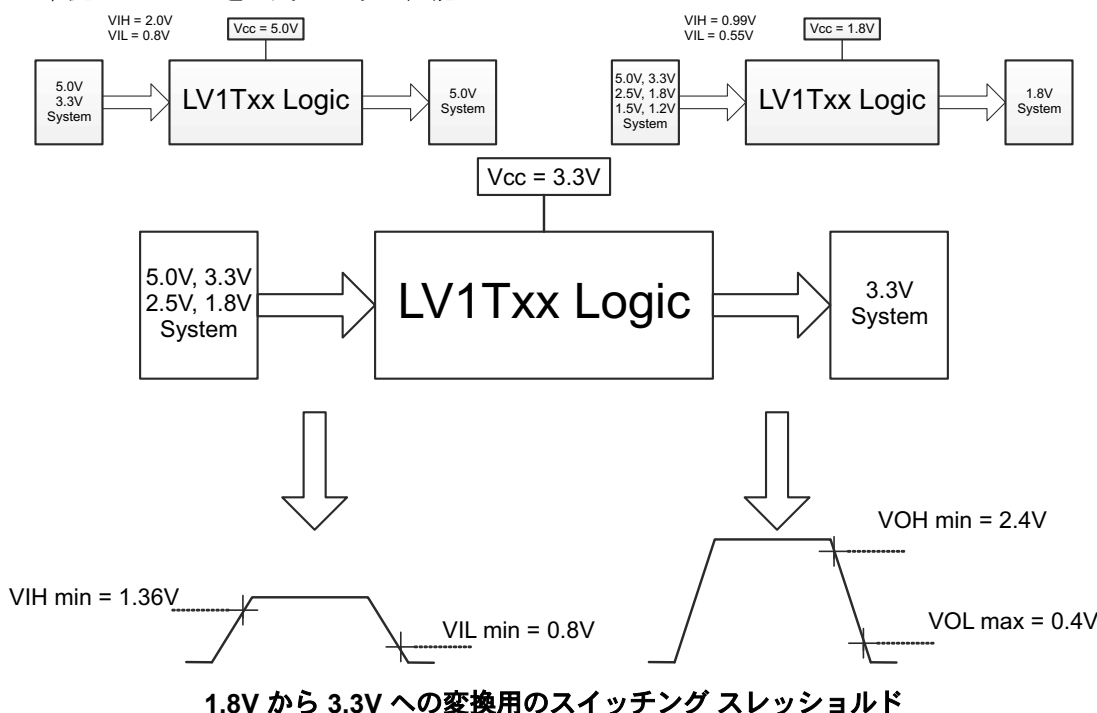 VIH = 2.0V
VIL = 0.8V
Vcc = 5.0V
5.0V
3.3V
System
LV1Txx Logic
5.0V
System
VIH = 0.99V
VIL = 0.55V
Vcc = 1.8V
5.0V, 3.3V
2.5V, 1.8V
1.5V, 1.2V
System
LV1Txx Logic
1.8V
System
Vcc = 3.3V
5.0V, 3.3V
2.5V, 1.8V
System
LV1Txx Logic
3.3V
System
VIH min = 1.36V
VIL min = 0.8V
VOH min = 2.4V
VOL max = 0.4V
1.8V から 3.3V への変換用のスイッチング スレッショルド